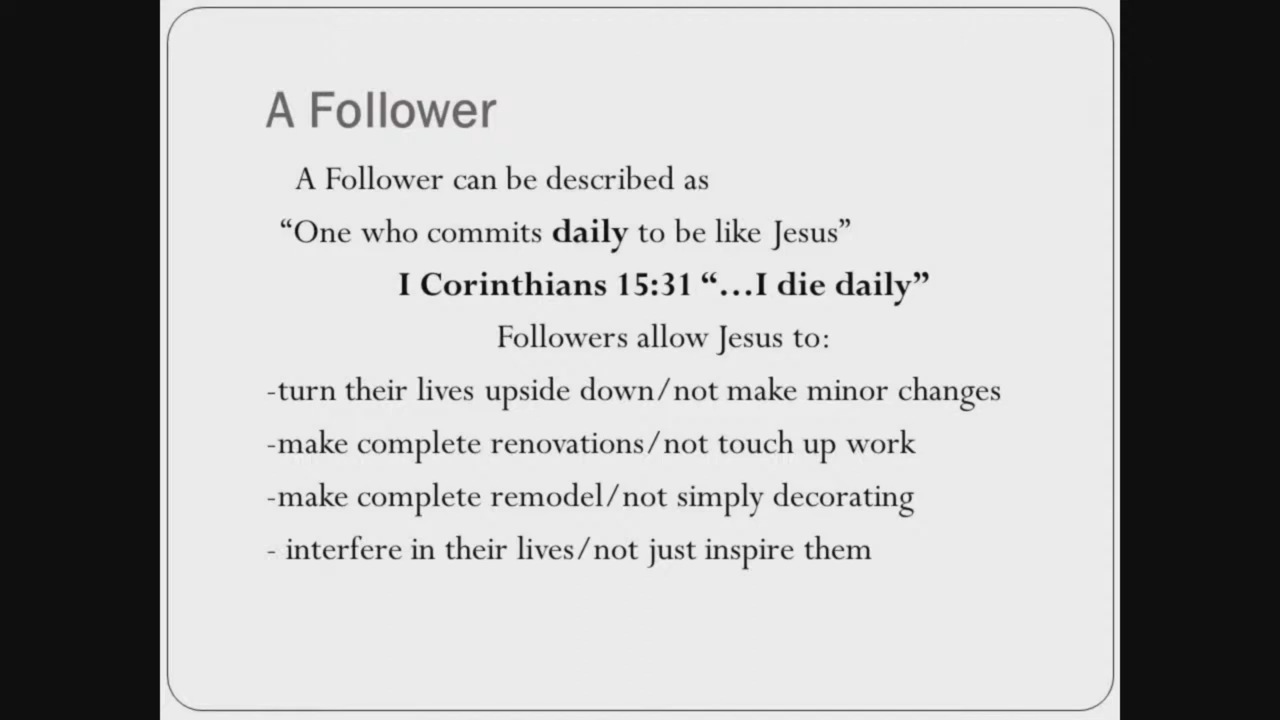 A Follower
A Follower can be described as
“One who commits daily to be like Jesus”
I Corinthians 15:31 “…I die daily”
Followers allow Jesus to:
-turn their lives upside down/not make minor changes
-make complete renovations/not touch up work
-make complete remodel/not simply decorating
- interfere in their lives/not just inspire them